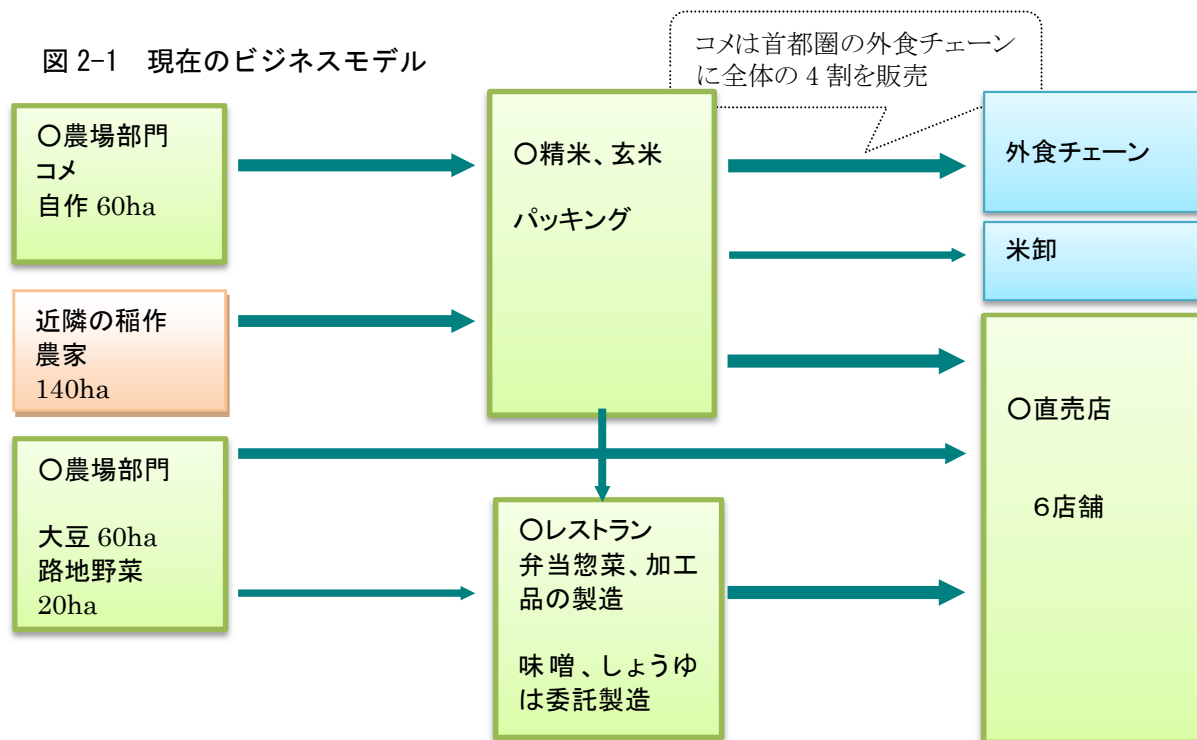 図 2-1　現在のビジネスモデル
コメは首都圏の外食チェーン
に全体の 4 割を販売
〇農場部門
コメ
自作 60ha
近隣の稲作
農家
140ha
〇農場部門
大豆 60ha
路地野菜
20ha
〇精米、玄米
パッキング
〇レストラン
弁当惣菜、加工
品の製造
味噌、しょうゆ
は委託製造
外食チェーン
米卸
〇直売店
６店舗